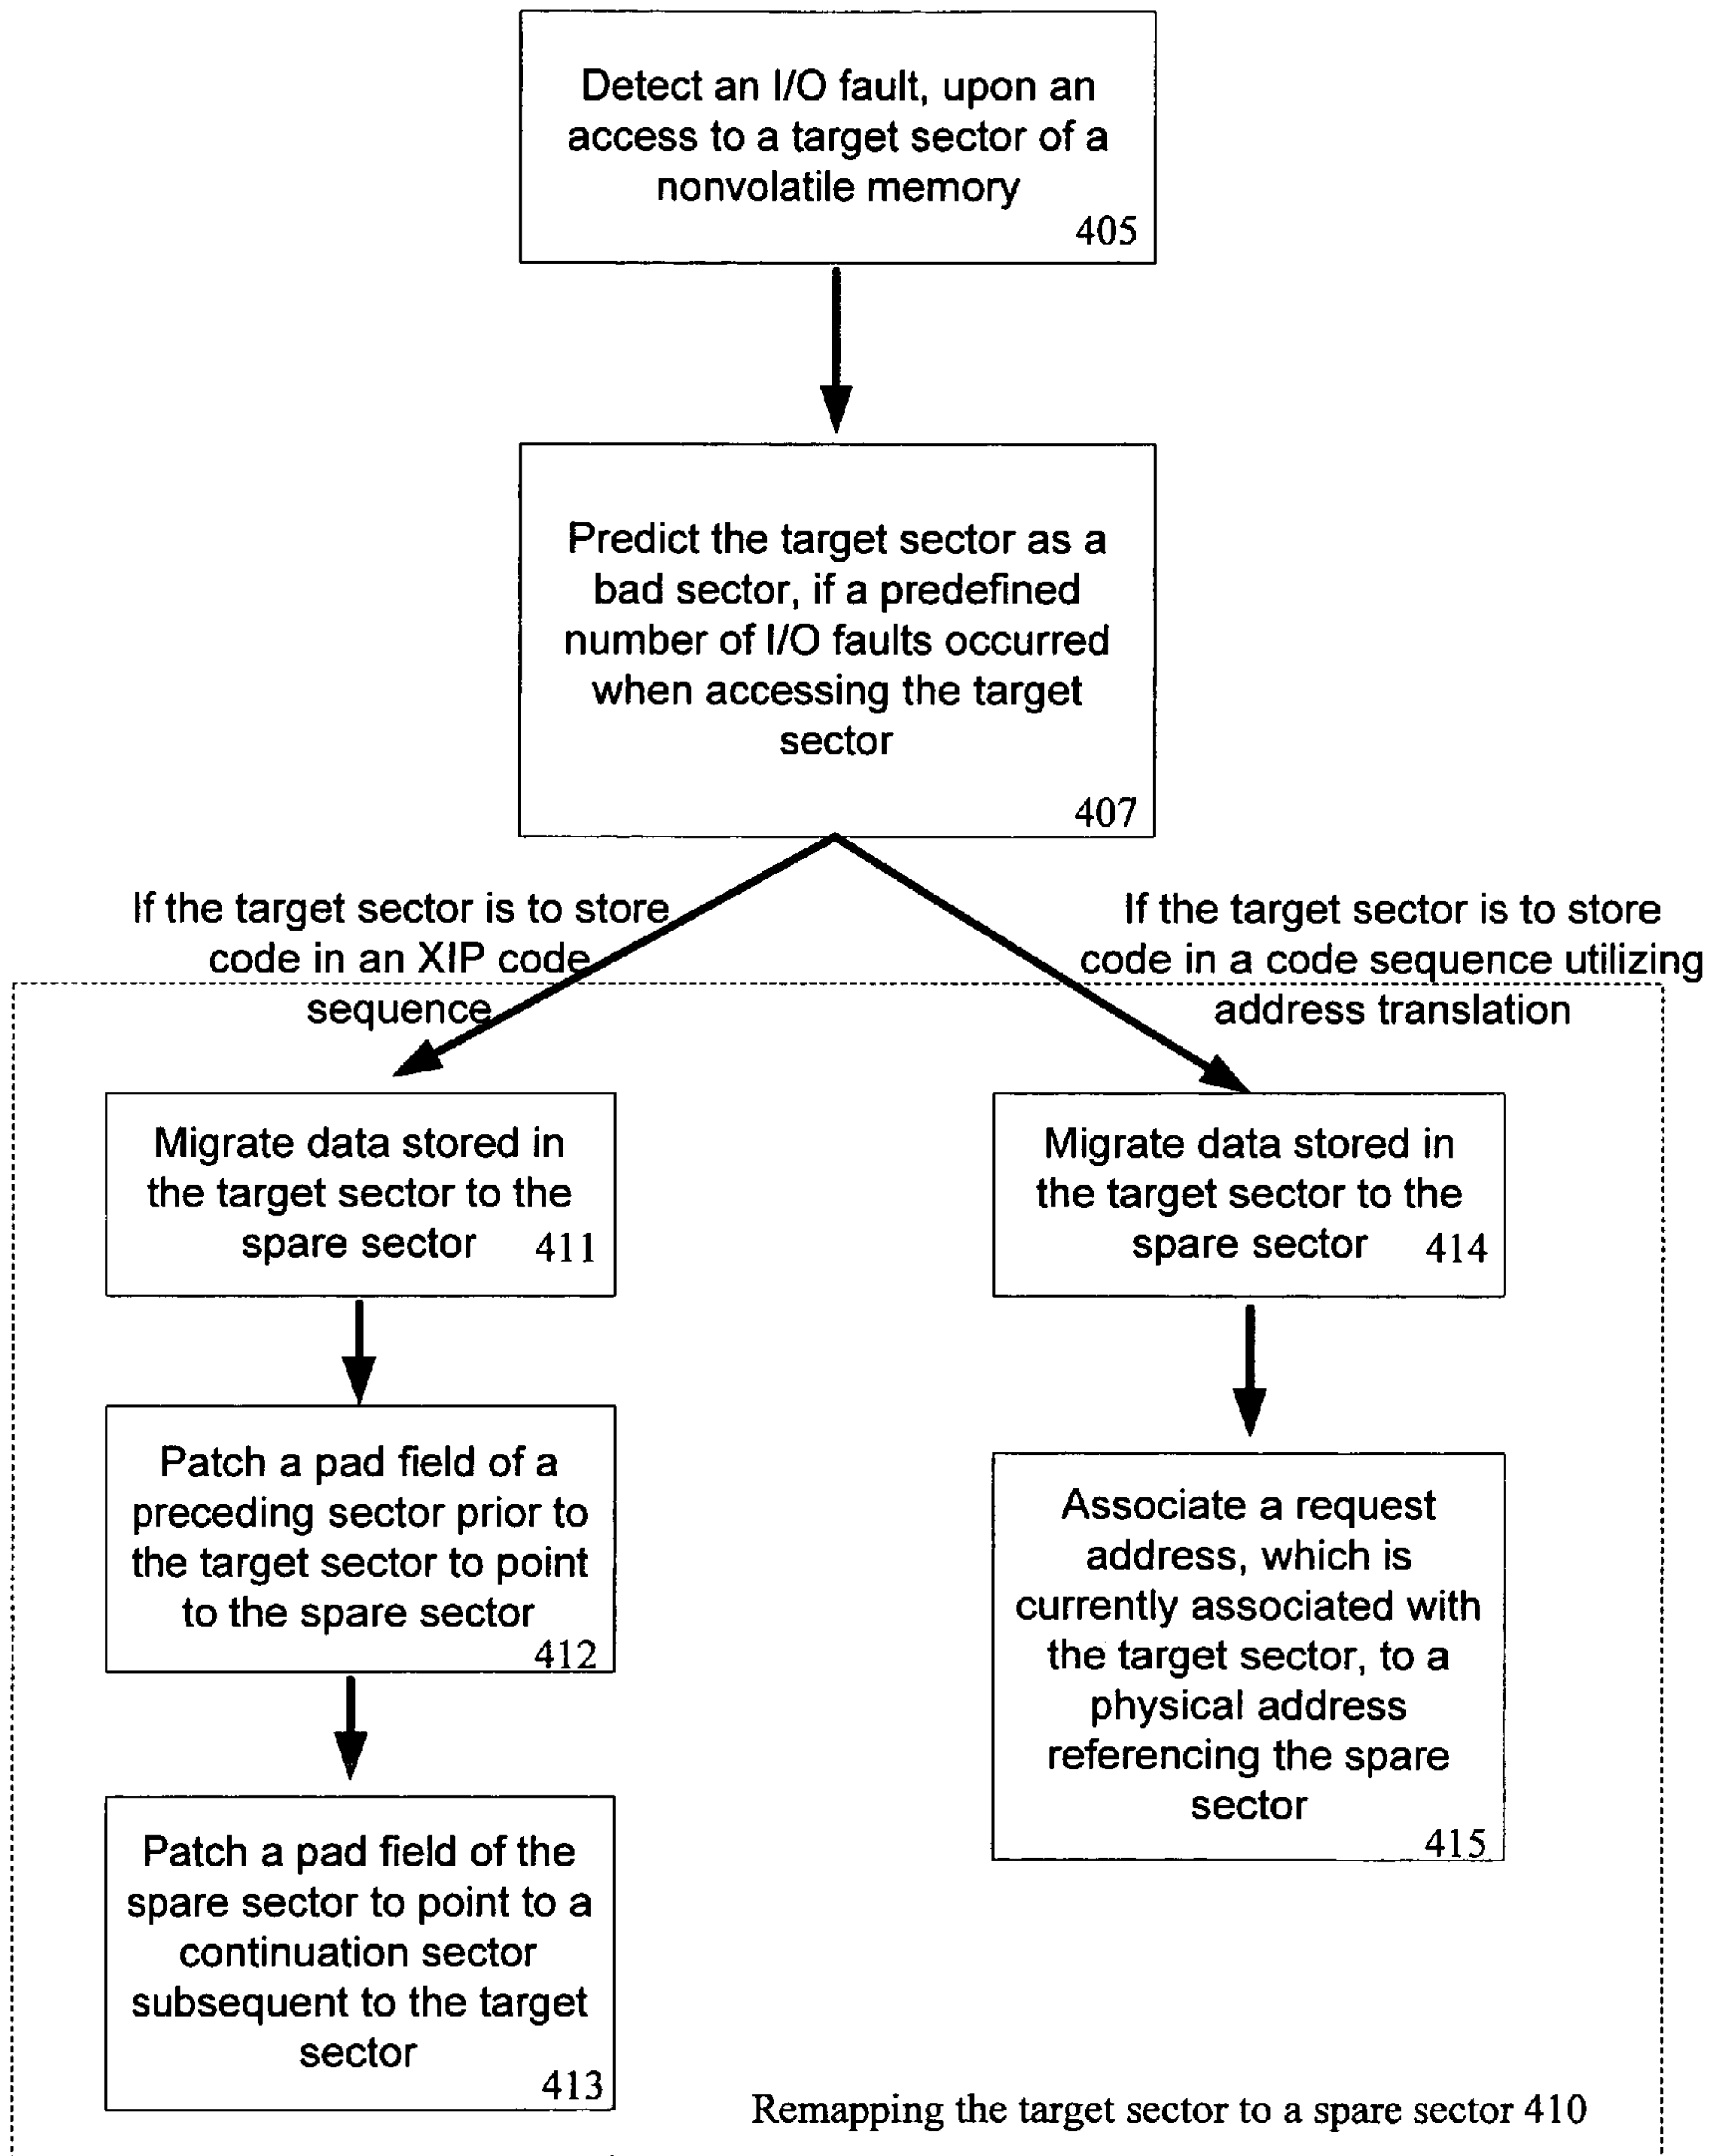 Detect an I/O fault, upon an
access to a target sector of a
nonvolatile memory
405
Predict the target sector as a
bad sector, if a predefined
number of I/O faults occurred
when accessing the target
sector
407
If the target sector is to store
code in an XIP code
sequence
If the target sector is to store
code in a code sequence utilizing
address translation
Migrate data stored in
the target sector to the
spare sector 411
Patch a pad field of a
preceding sector prior to
the target sector to point
to the spare sector
412
Patch a pad field of the
spare sector to point to a
continuation sector
subsequent to the target
sector
413
Migrate data stored in
the target sector to the
spare sector 414
Associate a request
address, which is
currently associated with
the target sector, to a
physical address
referencing the spare
sector
415
Remapping the target sector to a spare sector 410